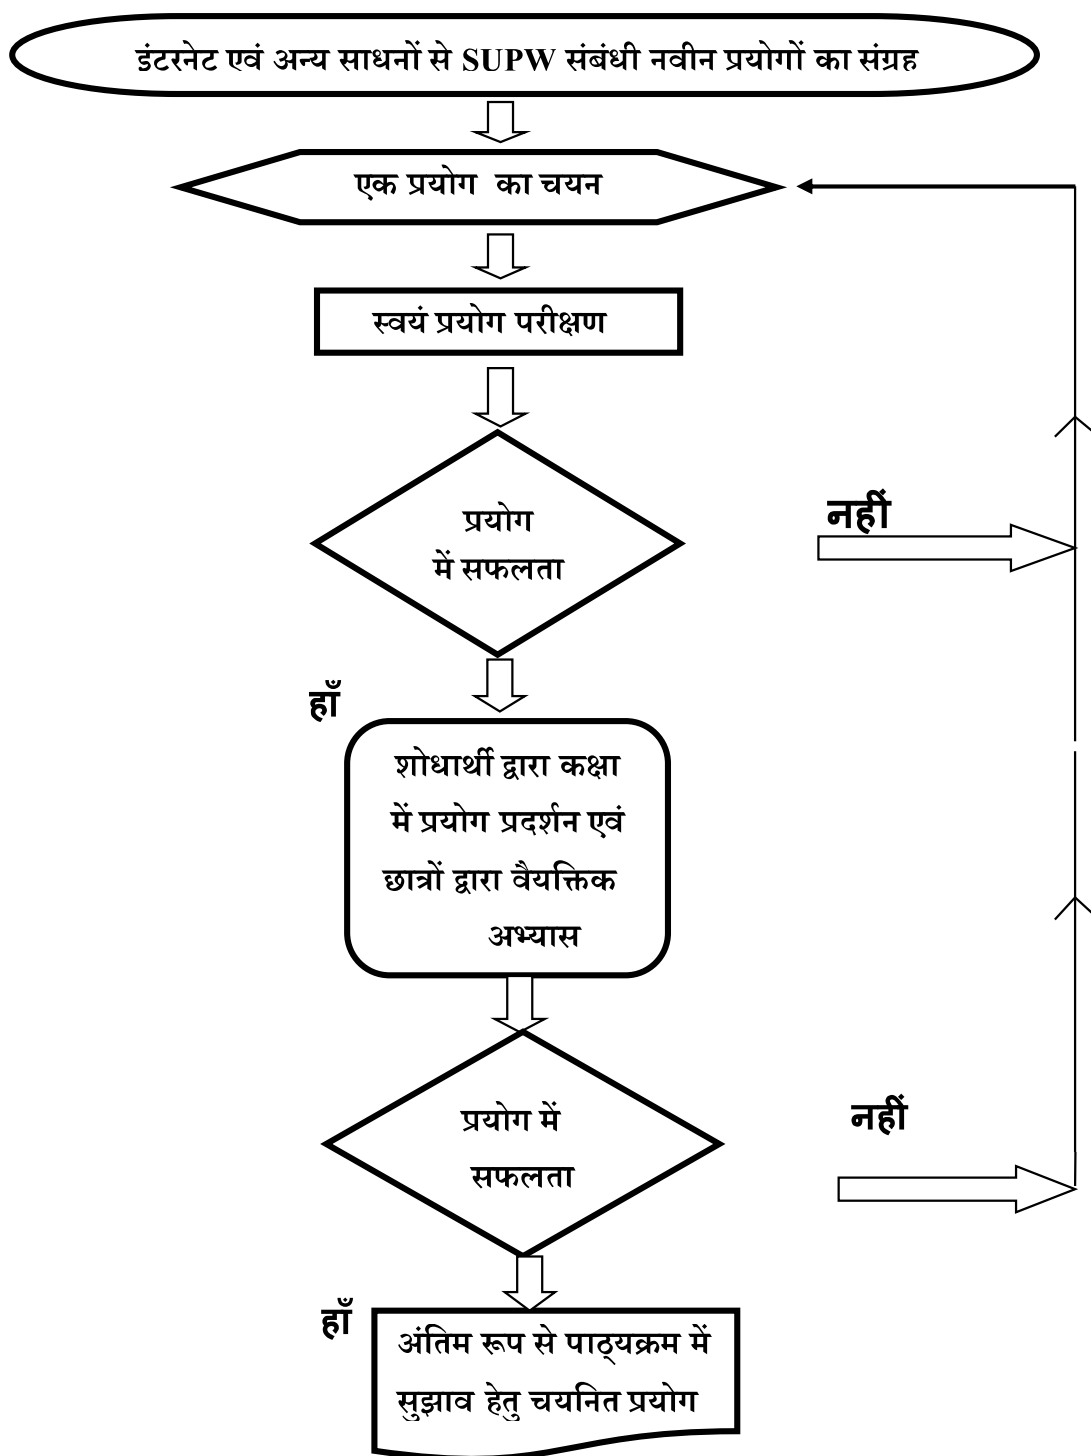 इंटरनेट एवं अन्य साधनों से SUPW संबंधी नवीन प्रयोगों का संग्रह
एक प्रयोग का चयन
स्वयं प्रयोग परीक्षण
प्रयोग
में सफलता
नहीं
हाँ
शोधार्थी द्वारा कक्षा
में प्रयोग प्रदर्शन एवं
छात्रों द्वारा वैयक्तिक
अभ्यास
प्रयोग में
सफलता
नहीं
हाँ
अंतिम रूप से पाठ्यक्रम में
सुझाव हेतु चयनित प्रयोग